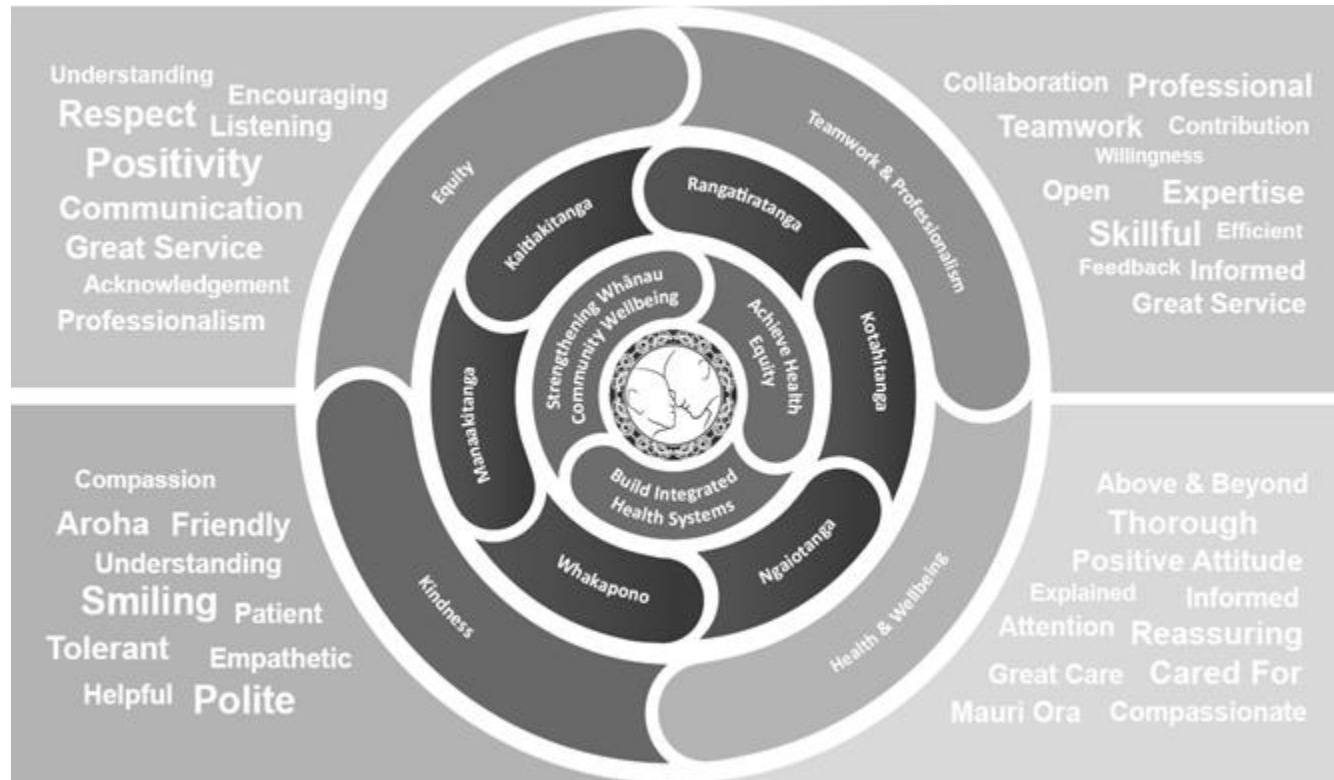 Understanding
Encouraging
Respect
Listening
Positivity
Communication
Great Service
Acknowledgement
Professionalism
Collaboration
Professional
Teamwork
Contribution
Willingness
Open
Expertise
Skillful
Efficient
Feedback
Informed
Great Service
Compassion
Aroha
Friendly
Understanding
Smiling
Patient
Tolerant
Empathetic
Helpful
Polite
Above & Beyond
Thorough
Positive Attitude
Explained
Informed
Attention
Reassuring
Great Care
Cared For
Mauri Ora
Compassionate
Equity
Teamwork & Professionalism
Health & Wellbeing
Kindness
Kaitiakitanga
Rangatiratanga
Kotahitanga
Ngaiotanga
Whakapono
Manaakitanga
Strengthening Whānau
Community Wellbeing
Achieve Health
Equity
Build Integrated
Health Systems